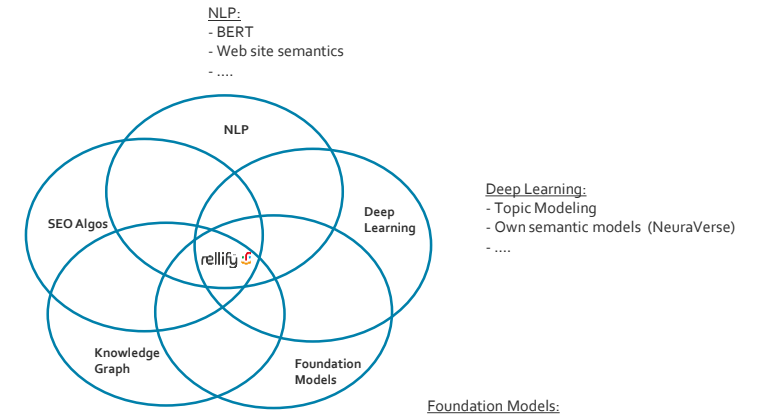 NLP:
- BERT
- Web site semantics
- ....
NLP
SEO Algos
Deep
Learning
Deep Learning:
- Topic Modeling
- Own semantic models (NeuraVerse)
- ....
rellify
Knowledge
Graph
Foundation
Models
Foundation Models: